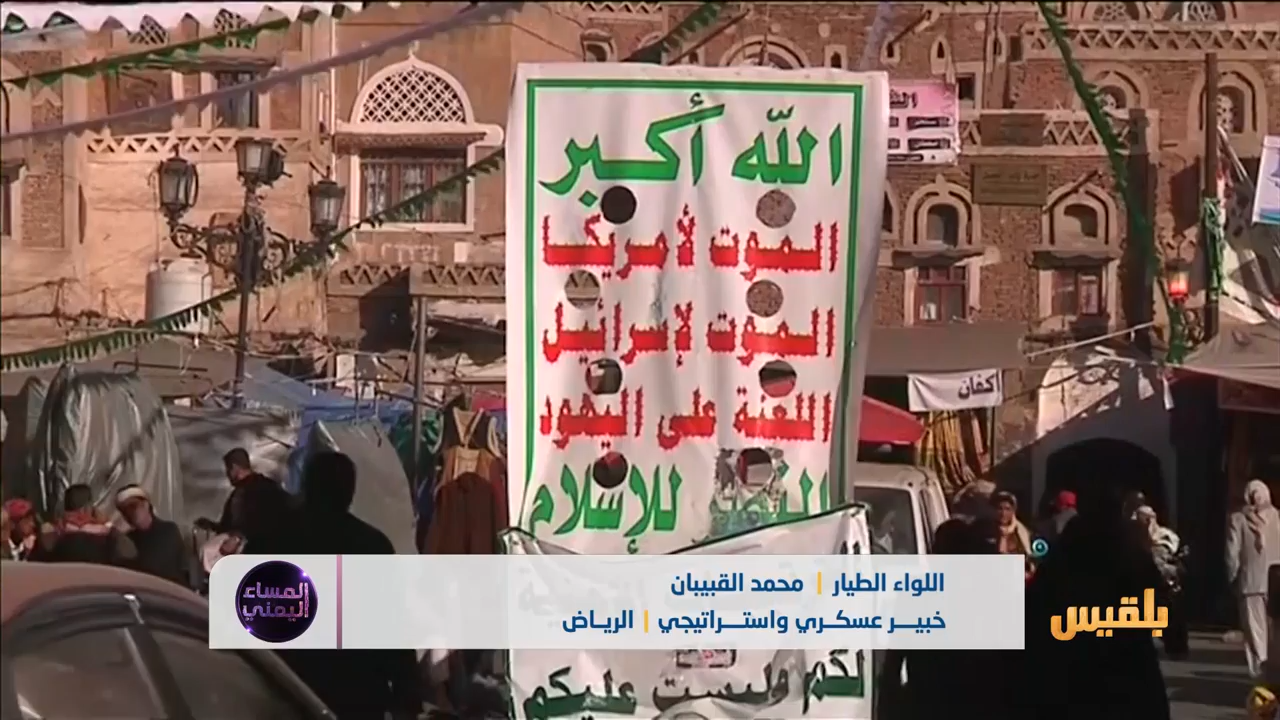 الله أكبر
الموت لأمريكا
الموت لإسرائيل
اللعنة على اليهود
النصر للإسلام
لكم وليست عليكم
اكفان
اللواء الطيار | محمد القبيبان
خبير عسكري واستراتيجي | الرياض
المساء اليمني
بلقيس